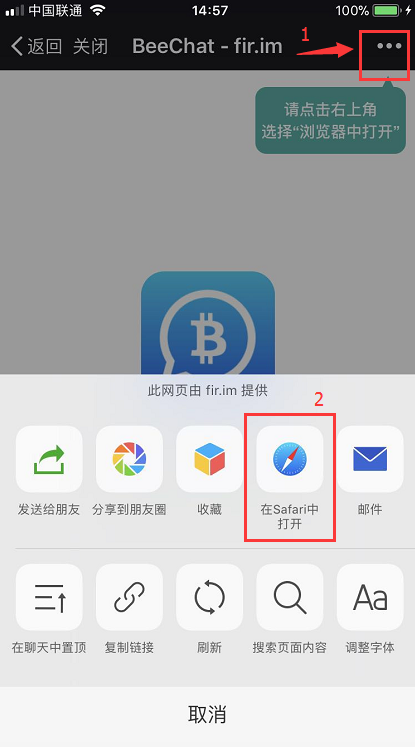 中国联通 14:57 100%
返回 关闭 BeeChat - fir.im
1
请点击右上角
选择“浏览器中打开”
此网页由 fir.im 提供
2
发送给朋友 分享到朋友圈 收藏 在Safari中打开 邮件
在聊天中置顶 复制链接 刷新 搜索页面内容 Aa 调整字体
取消